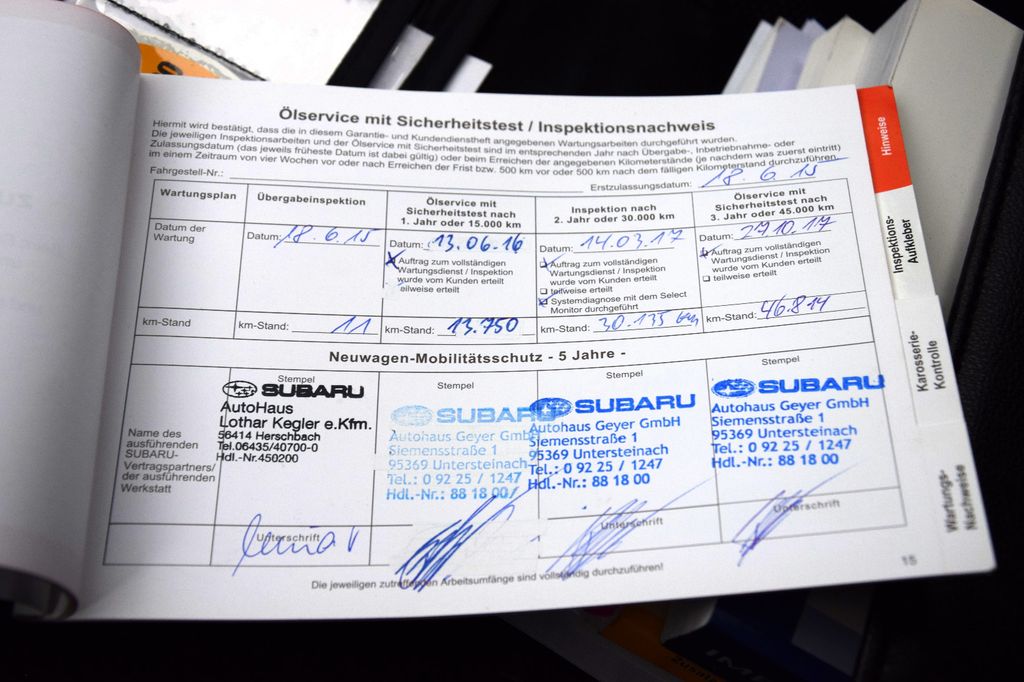 Ölservice mit Sicherheitstest / Inspektionsnachweis
Hiermit wird bestätigt, dass die in diesem Garantie- und Kundendienstheft angegebenen Wartungsarbeiten durchgeführt wurden.
Die jeweiligen Inspektionsarbeiten und der Ölservice mit Sicherheitstest sind im entsprechenden Jahr nach Übergabe-, Inbetriebnahme- oder
Zulassungsdatum (das jeweils früheste Datum ist dabei gültig) oder beim Erreichen der angegebenen Kilometerstände (je nachdem was zuerst eintritt)
im einem Zeitraum von vier Wochen vor oder nach Erreichen der Frist bzw. 500 km vor oder 500 km nach dem fälligen Kilometerstand durchzuführen.
Fahrgestell-Nr.: Erstzulassungsdatum: 18.6.15
Wartungsplan
Übergabeinspektion
Ölservice mit
Sicherheitstest nach
1. Jahr oder 15.000 km
Inspektion nach
2. Jahr oder 30.000 km
Ölservice mit
Sicherheitstest nach
3. Jahr oder 45.000 km
Datum der
Wartung
Datum: 18.6.15
Datum: 13.06.16
Auftrag zum vollständigen
Wartungsdienst / Inspektion
wurde vom Kunden erteilt
teilweise erteilt
Datum: 14.03.17
Auftrag zum vollständigen
Wartungsdienst / Inspektion
wurde vom Kunden erteilt
teilweise erteilt
Systemdiagnose mit dem Select
Monitor durchgeführt
Datum: 27.10.17
Auftrag zum vollständigen
Wartungsdienst / Inspektion
wurde vom Kunden erteilt
teilweise erteilt
km-Stand
km-Stand: 11
km-Stand: 13.750
km-Stand: 30.135 km
km-Stand: 46.814
Neuwagen-Mobilitätsschutz - 5 Jahre -
Name des
ausführenden
SUBARU-
Vertragspartners/
der ausführenden
Werkstatt
Stempel
SUBARU
AutoHaus
Lothar Kegler e.Kfm.
56414 Herschbach
Tel.06435/40700-0
Hdl-Nr.450200
Unterschrift
Stempel
SUBARU
Autohaus Geyer GmbH
Siemensstraße 1
95369 Untersteinach
Tel.: 0 92 25 / 1247
Hdl.-Nr.: 88 18 00
Stempel
SUBARU
Autohaus Geyer GmbH
Siemensstraße 1
95369 Untersteinach
Tel.: 0 92 25 / 1247
Hdl.-Nr.: 88 18 00
Unterschrift
Stempel
SUBARU
Autohaus Geyer GmbH
Siemensstraße 1
95369 Untersteinach
Tel.: 0 92 25 / 1247
Hdl.-Nr.: 88 18 00
Unterschrift
Die jeweiligen zutreffenden Arbeitsumfänge sind vollständig durchzuführen!
15
Hinweise
Inspektions-
Aufkleber
Karosserie-
Kontrolle
Wartungs-
Nachweise